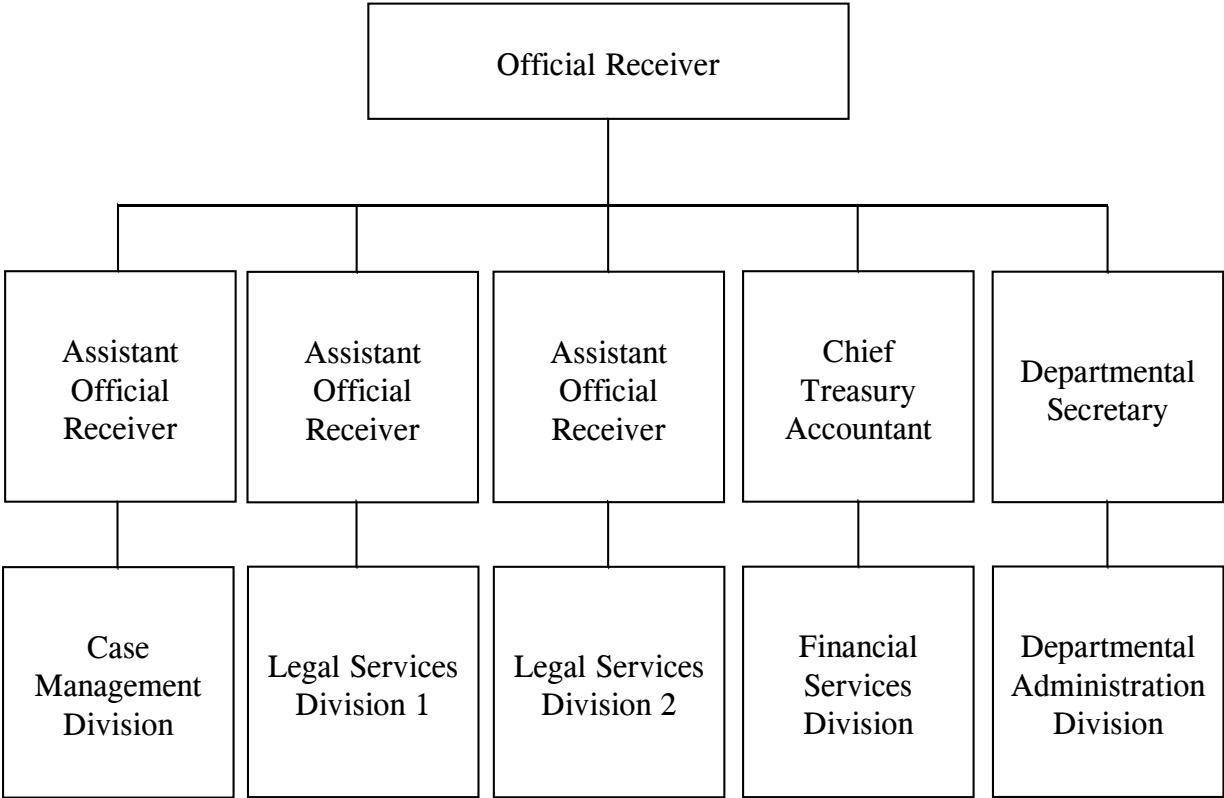 Official Receiver
Assistant
Official
Receiver
Assistant
Official
Receiver
Assistant
Official
Receiver
Chief
Treasury
Accountant
Departmental
Secretary
Case
Management
Division
Legal Services
Division 1
Legal Services
Division 2
Financial
Services
Division
Departmental
Administration
Division